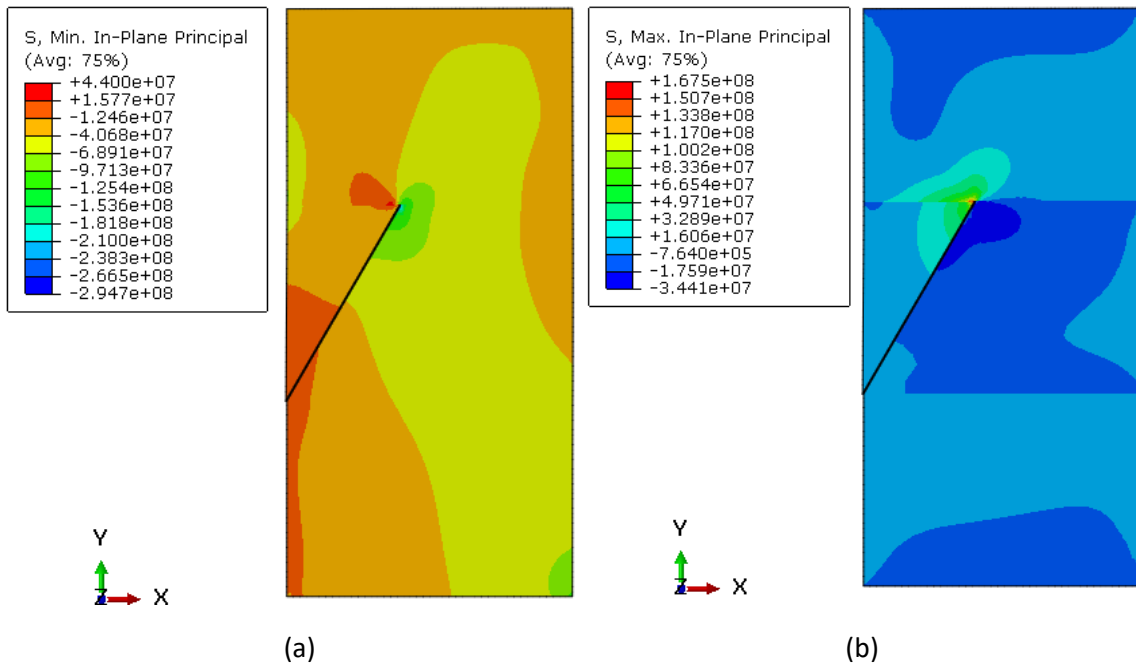 S, Min. In-Plane Principal
(Avg: 75%)
+4.400e+07
+1.577e+07
-1.246e+07
-4.068e+07
-6.891e+07
-9.713e+07
-1.254e+08
-1.536e+08
-1.818e+08
-2.100e+08
-2.383e+08
-2.665e+08
-2.947e+08
Y
Z
X
(a)
S, Max. In-Plane Principal
(Avg: 75%)
+1.675e+08
+1.507e+08
+1.338e+08
+1.170e+08
+1.002e+08
+8.336e+07
+6.654e+07
+4.971e+07
+3.289e+07
+1.606e+07
-7.640e+05
-1.759e+07
-3.441e+07
Y
Z
X
(b)